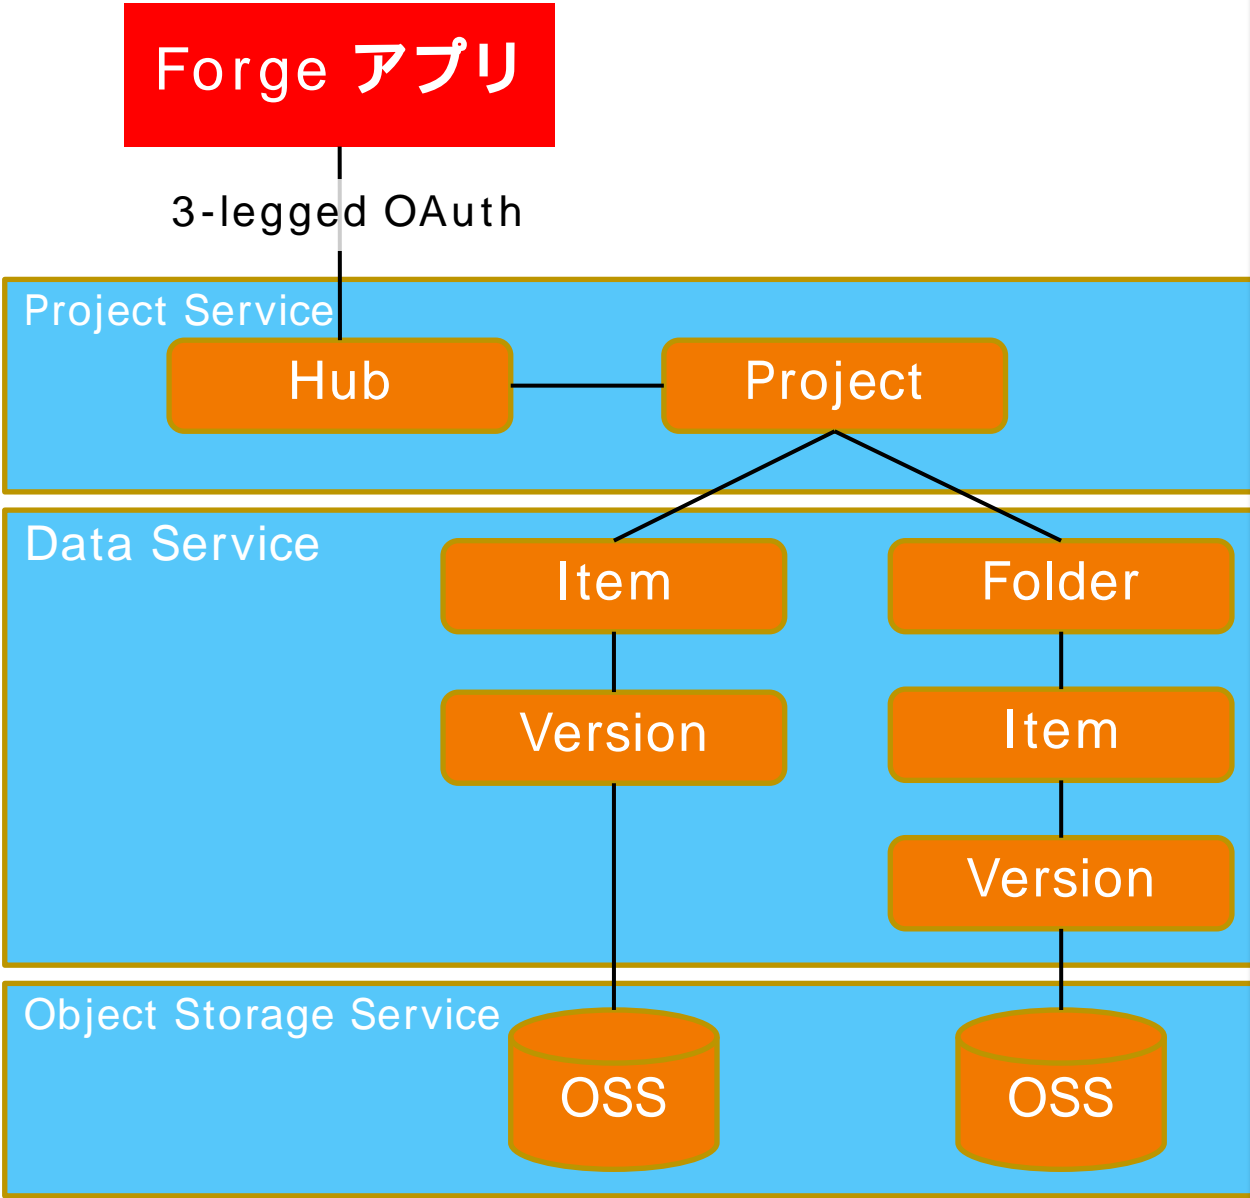 Forge アプリ
3-legged OAuth
Project Service
Hub
Project
Data Service
Item
Folder
Version
Item
Version
Object Storage Service
OSS
OSS